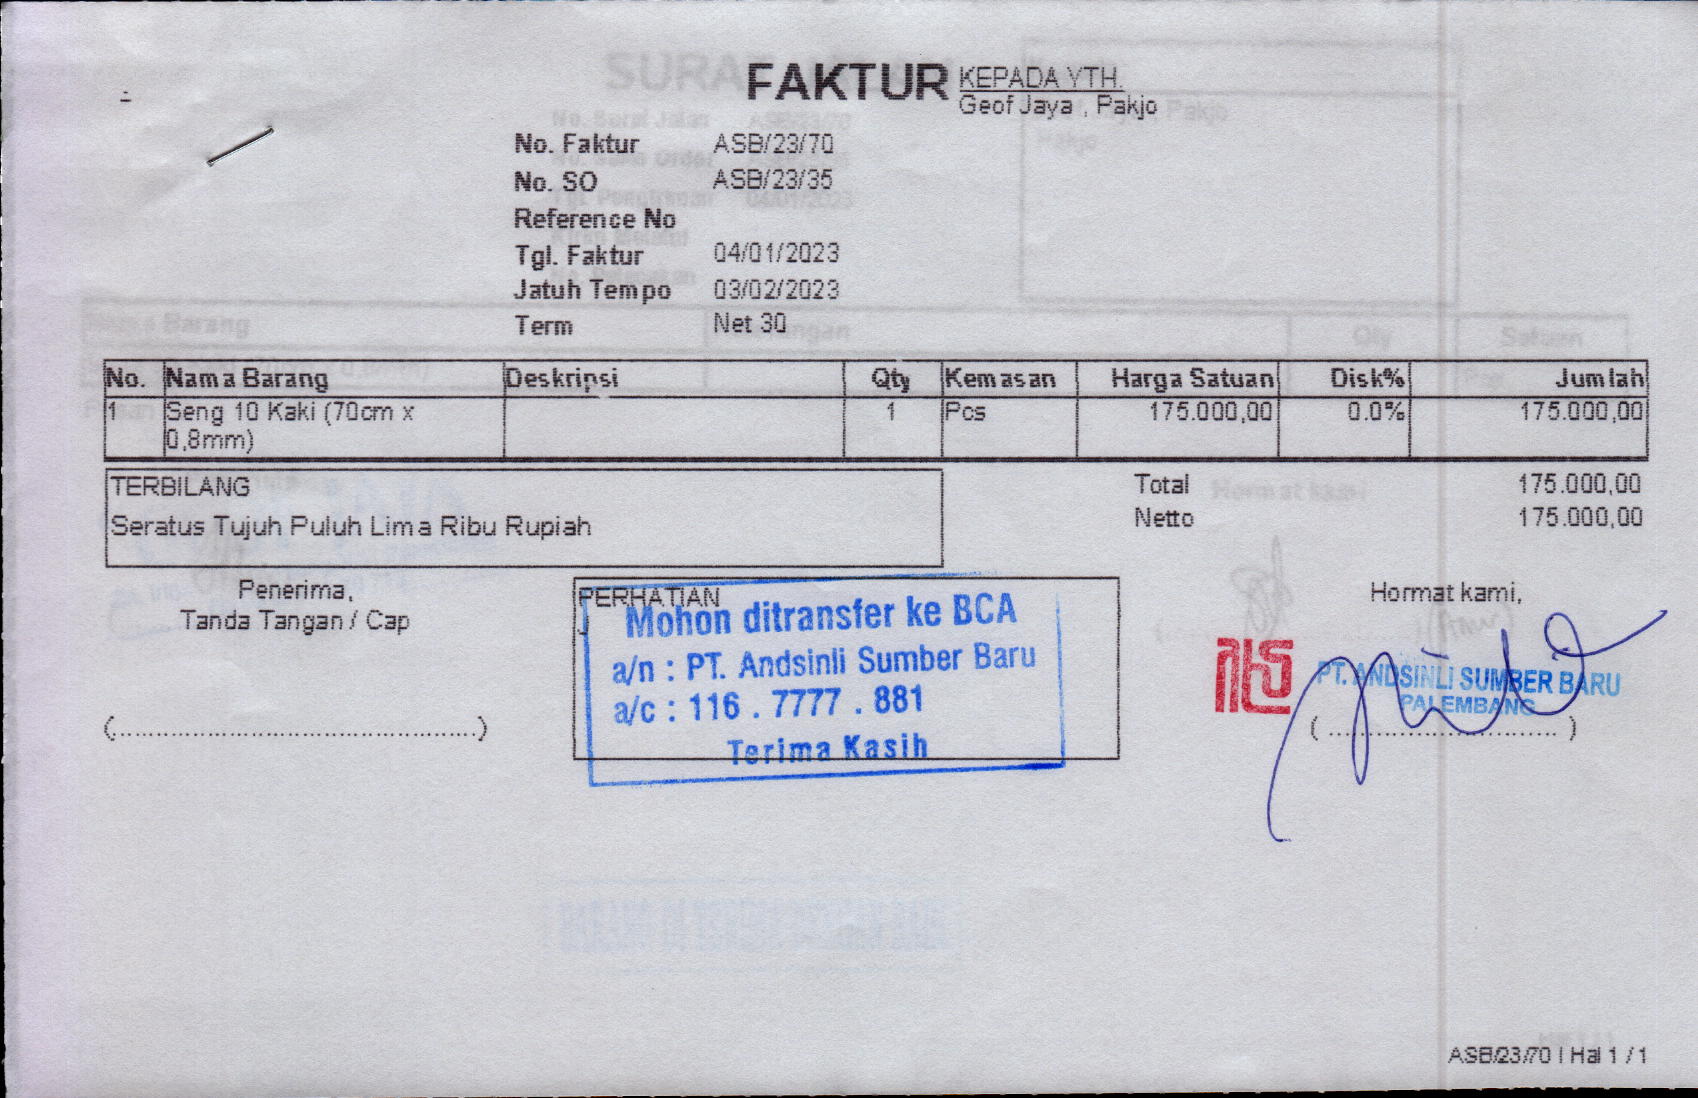 FAKTUR
KEPADA YTH.
Geof Jaya , Pakjo
No. Faktur ASB/23/70
No. SO ASB/23/35
Reference No
Tgl. Faktur 04/01/2023
Jatuh Tempo 03/02/2023
Term Net 30
No. Nama Barang Deskripsi Qty Kemasan Harga Satuan Disk% Jumlah
1 Seng 10 Kaki (70cm x 1 Pcs 175.000,00 0.0% 175.000,00
0,8mm)
TERBILANG
Seratus Tujuh Puluh Lima Ribu Rupiah
Total 175.000,00
Netto 175.000,00
Penerima,
Tanda Tangan / Cap
(............................................)
PERHATIAN
Mohon ditransfer ke BCA
a/n : PT. Andsinli Sumber Baru
a/c : 116 . 7777 . 881
Terima Kasih
Hormat kami,
PT. ANDSINLI SUMBER BARU
PALEMBANG
(............................)
ASB/23/70 | Hal 1 / 1